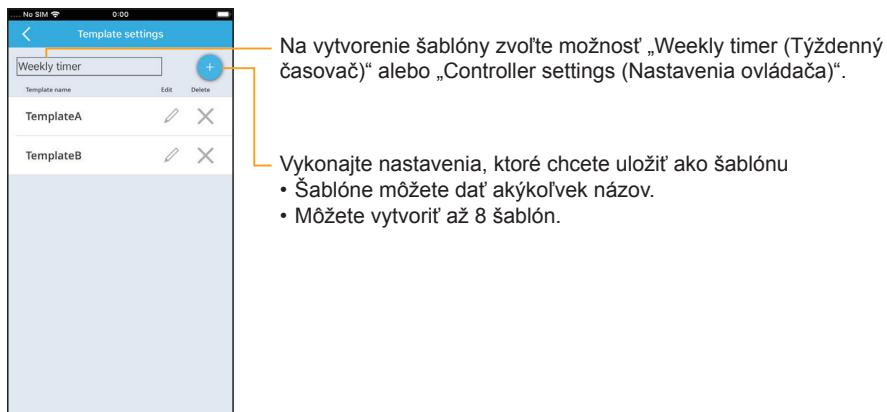 .... No SIM 0:00
Template settings
Weekly timer
+
Template name Edit Delete
TemplateA
TemplateB
Na vytvorenie šablóny zvoľte možnosť „Weekly timer (Týždenný
časovač)“ alebo „Controller settings (Nastavenia ovládača)“.
Vykonajte nastavenia, ktoré chcete uložiť ako šablónu
• Šablóne môžete dať akýkoľvek názov.
• Môžete vytvoriť až 8 šablón.